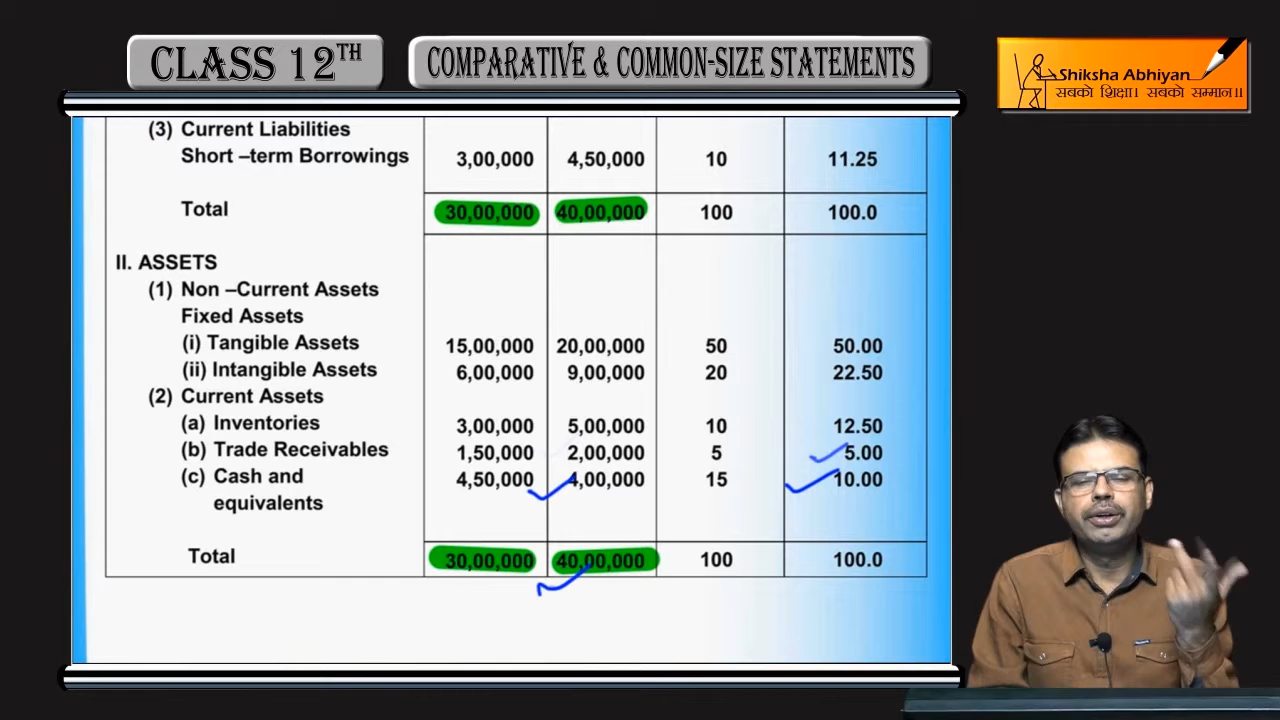 CLASS 12TH
COMPARATIVE & COMMON-SIZE STATEMENTS
Shiksha Abhiyan
सबको शिक्षा। सबको सम्मान।।
(3) Current Liabilities
Short –term Borrowings 3,00,000 4,50,000 10 11.25
Total 30,00,000 40,00,000 100 100.0
II. ASSETS
(1) Non –Current Assets
Fixed Assets
(i) Tangible Assets 15,00,000 20,00,000 50 50.00
(ii) Intangible Assets 6,00,000 9,00,000 20 22.50
(2) Current Assets
(a) Inventories 3,00,000 5,00,000 10 12.50
(b) Trade Receivables 1,50,000 2,00,000 5 5.00
(c) Cash and 4,50,000 4,00,000 15 10.00
equivalents
Total 30,00,000 40,00,000 100 100.0